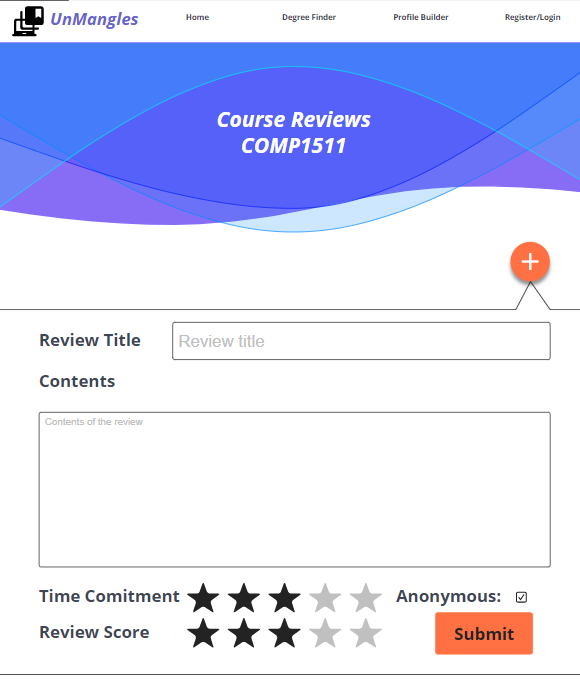 UnMangles
Home
Degree Finder
Profile Builder
Register/Login
Course Reviews
COMP1511
Review Title
Review title
Contents
Contents of the review
Time Comitment
Anonymous:
Review Score
Submit